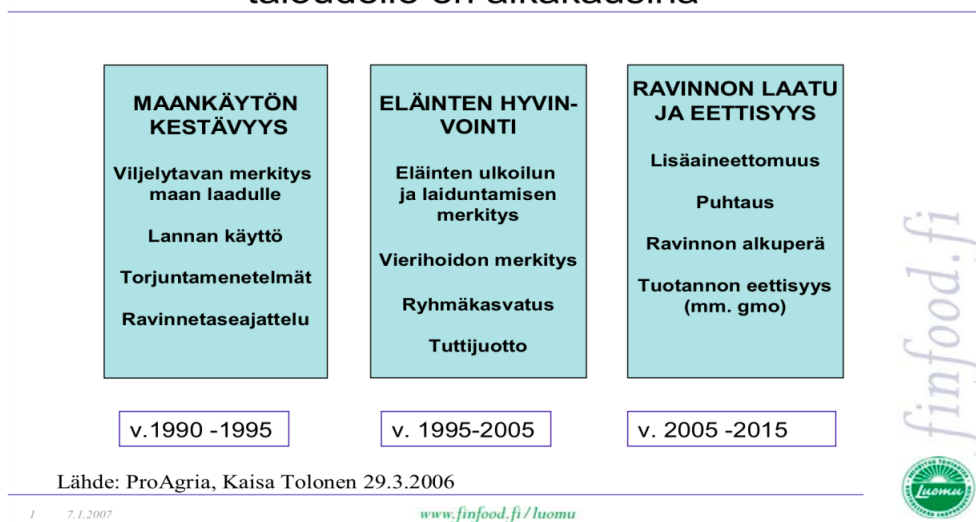 MAANKÄYTÖN
KESTÄVYYS
Viljelytavan merkitys
maan laadulle
Lannan käyttö
Torjuntamenetelmät
Ravinnetaseajattelu
v.1990 -1995
ELÄINTEN HYVIN-
VOINTI
Eläinten ulkoilun
ja laiduntamisen
merkitys
Vierihoidon merkitys
Ryhmäkasvatus
Tuttijuotto
v. 1995-2005
RAVINNON LAATU
JA EETTISYYS
Lisäaineettomuus
Puhtaus
Ravinnon alkuperä
Tuotannon eettisyys
(mm. gmo)
v. 2005 -2015
Lähde: ProAgria, Kaisa Tolonen 29.3.2006
1 7.1.2007
www.finfood.fi/luomu
finfood.fi
Luomu